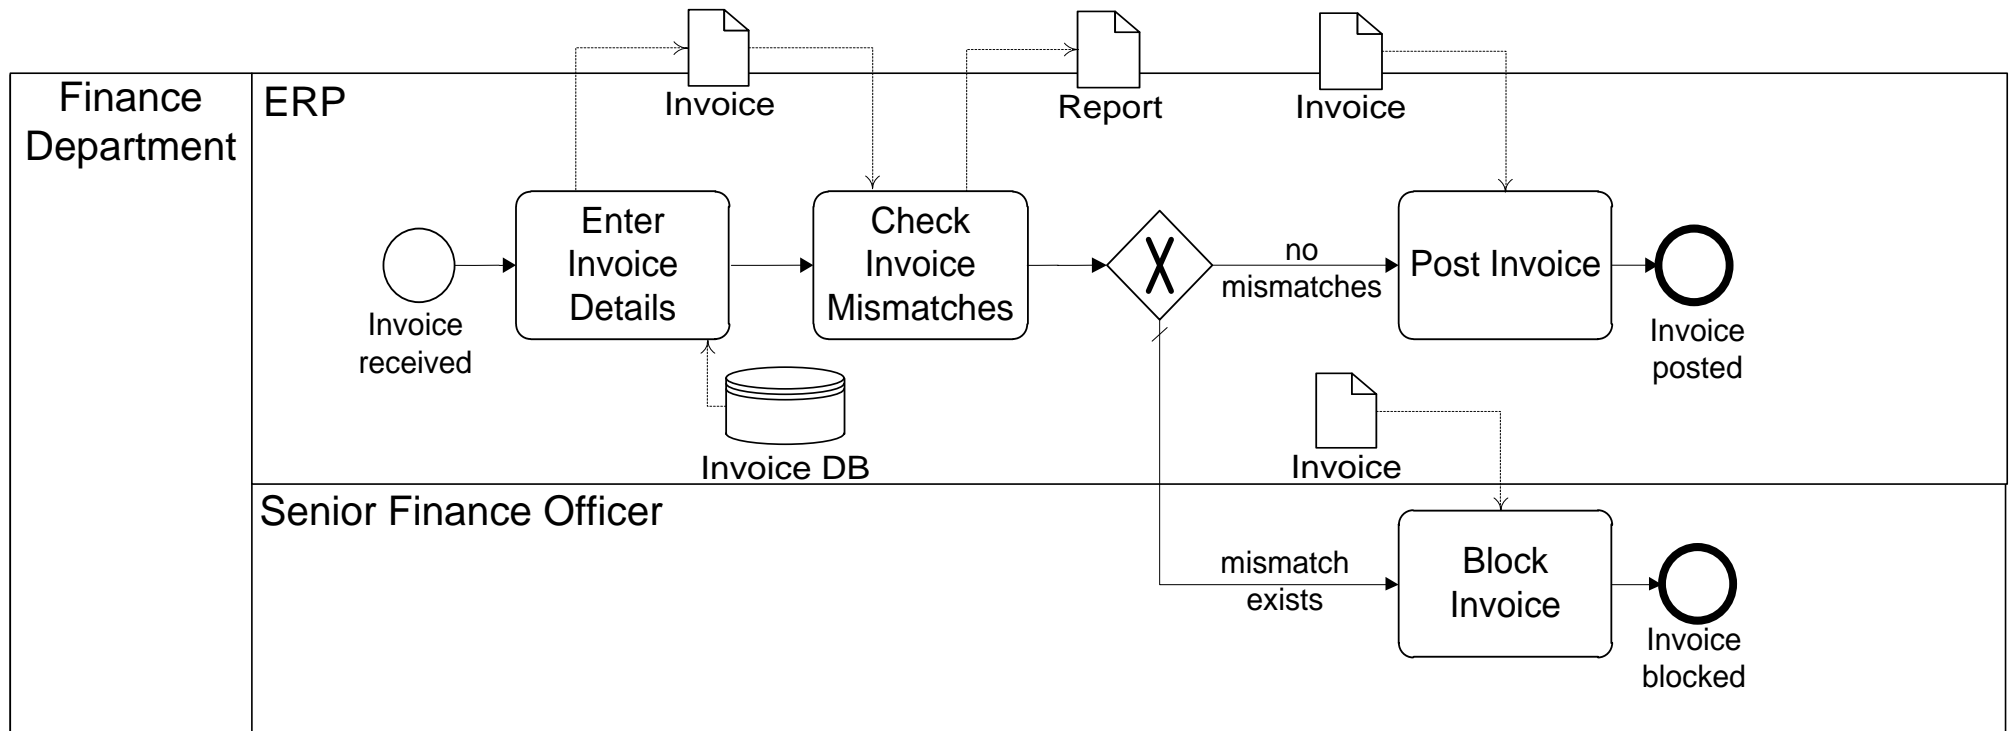 Finance
Department
ERP
Invoice
Report
Invoice
Enter
Invoice
Details
Check
Invoice
Mismatches
X
no
mismatches
Post Invoice
Invoice
received
Invoice
posted
Invoice DB
Invoice
Senior Finance Officer
mismatch
exists
Block
Invoice
Invoice
blocked